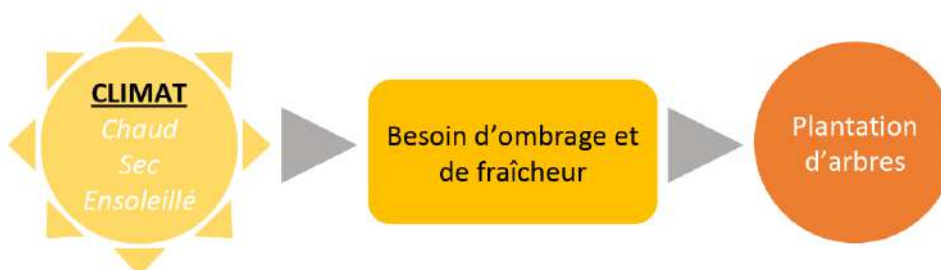 CLIMAT
Chaud
Sec
Ensoleillé
Besoin d'ombrage et
de fraîcheur
Plantation
d'arbres